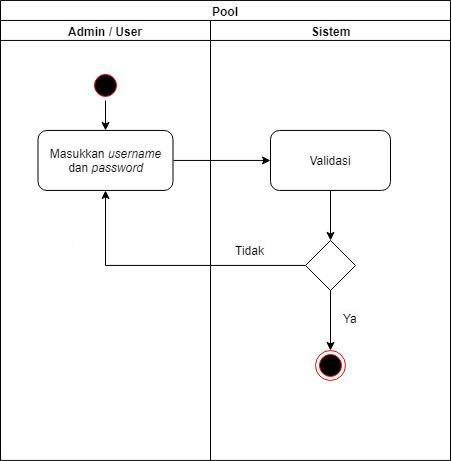 Pool
Admin / User
Sistem
Masukkan username
dan password
Validasi
Tidak
Ya